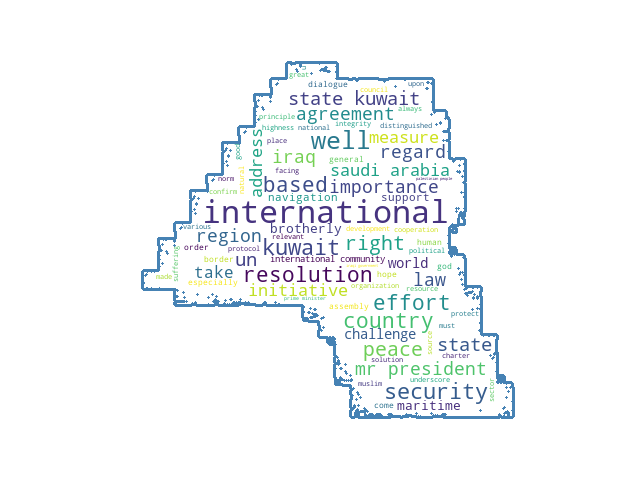 great
dialogue
upon
council
state kuwait
always
agreement
principle
integrity
highness
national
distinguished
well
measure
address
place
good
iraq
general
regard
facing
saudi arabia
norm
natural
based
importance
palestinian people
confirm
navigation
support
international
various
brotherly
development
cooperation
region
relevant
right
human
order
protocol
kuwait
political
suffering
un
international community
world
border
god
made
take
resolution
hope
law
especially
initiative
organization
resource
prime minister
effort
assembly
protect
country
must
challenge
source
state
peace
charter
solution
mr president
muslim
underscore
sector
security
come
maritime